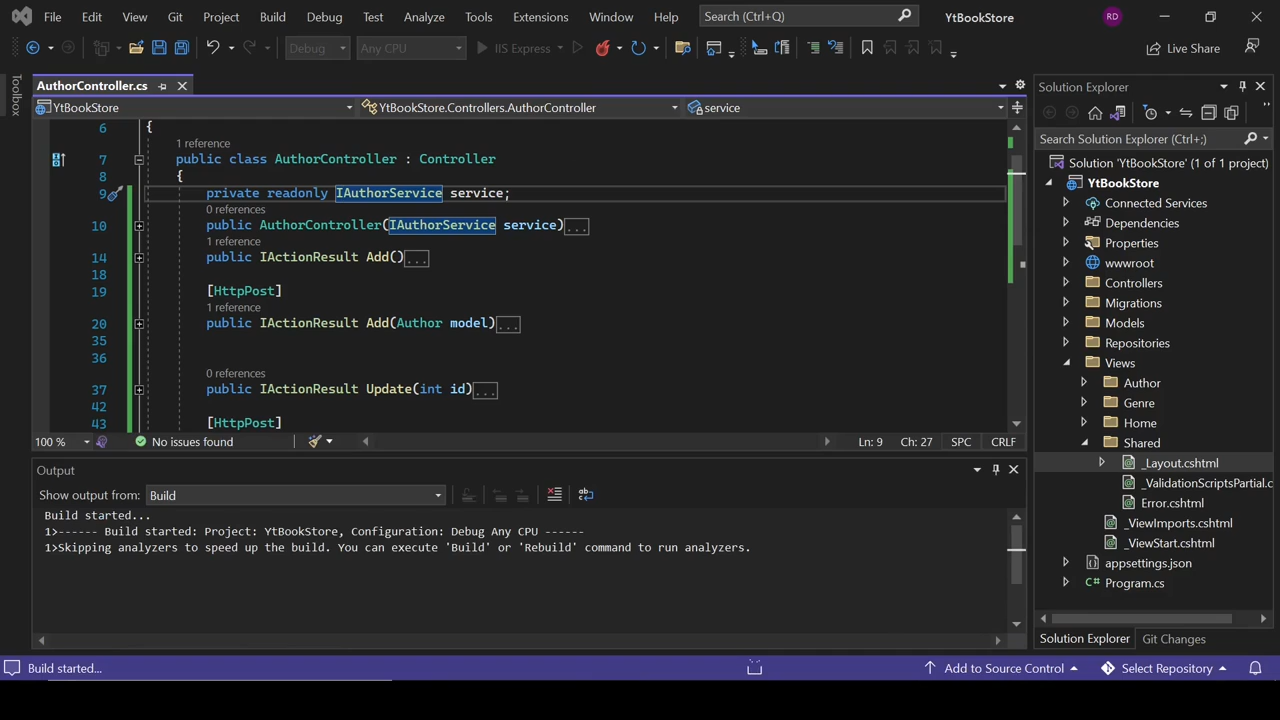 File Edit View Git Project Build Debug Test Analyze Tools Extensions Window Help Search (Ctrl+Q) YtBookStore RD
Debug Any CPU IIS Express Live Share
Toolbox
AuthorController.cs
YtBookStore YtBookStore.Controllers.AuthorController service
6 {
1 reference
7 public class AuthorController : Controller
8 {
9 private readonly IAuthorService service;
0 references
10 public AuthorController(IAuthorService service)...
1 reference
14 public IActionResult Add()...
18
19 [HttpPost]
1 reference
20 public IActionResult Add(Author model)...
35
36
0 references
37 public IActionResult Update(int id)...
42
43 [HttpPost]
100 % No issues found Ln: 9 Ch: 27 SPC CRLF
Output
Show output from: Build
Build started...
1>------ Build started: Project: YtBookStore, Configuration: Debug Any CPU ------
1>Skipping analyzers to speed up the build. You can execute 'Build' or 'Rebuild' command to run analyzers.
Solution Explorer
Search Solution Explorer (Ctrl+;)
Solution 'YtBookStore' (1 of 1 project)
YtBookStore
Connected Services
Dependencies
Properties
wwwroot
Controllers
Migrations
Models
Repositories
Views
Author
Genre
Home
Shared
_Layout.cshtml
_ValidationScriptsPartial.c
Error.cshtml
_ViewImports.cshtml
_ViewStart.cshtml
appsettings.json
C# Program.cs
Solution Explorer Git Changes
Build started... Add to Source Control Select Repository